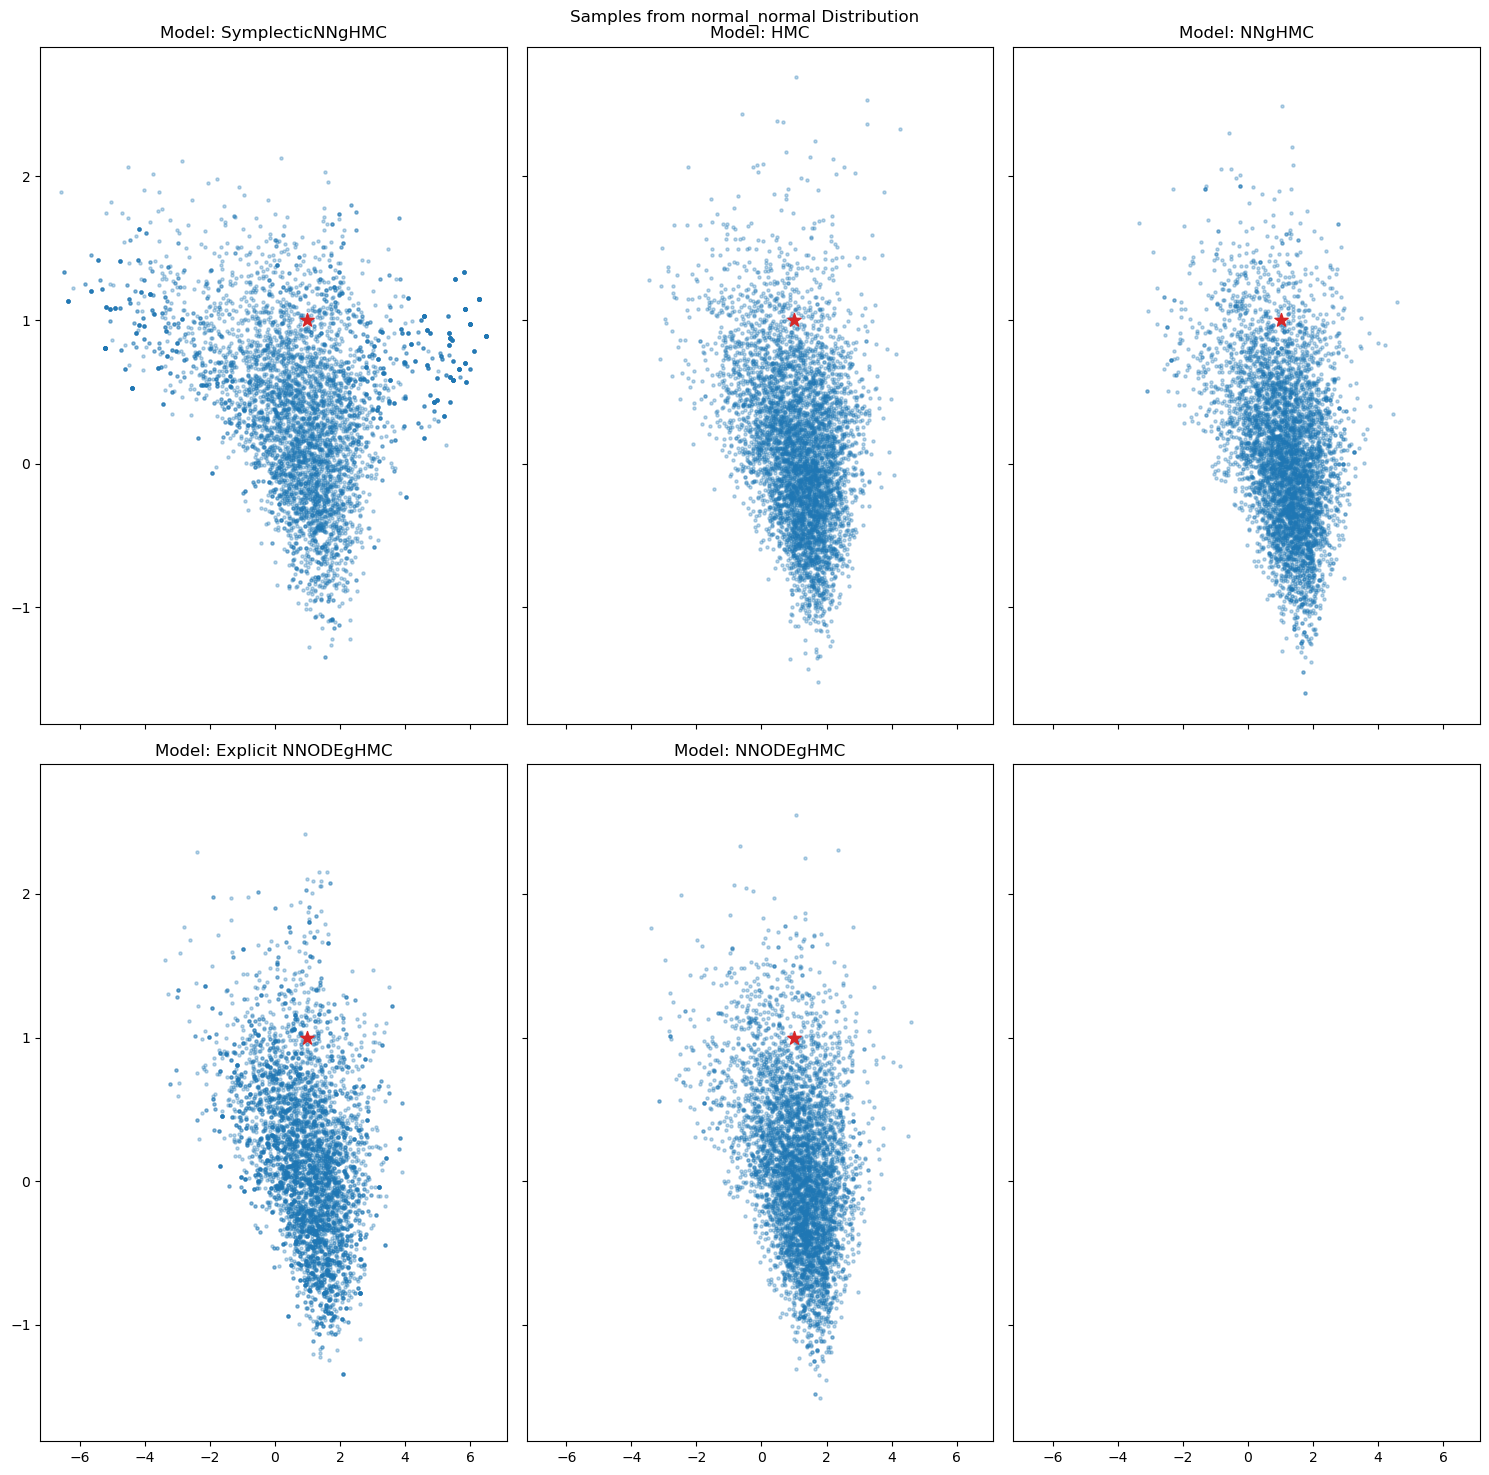 Samples from normal_normal Distribution
Model: SymplecticNNgHMC
Model: HMC
Model: NNgHMC
2
1
0
−1
Model: Explicit NNODEgHMC
Model: NNODEgHMC
2
1
0
−1
−6 −4 −2 0 2 4 6
−6 −4 −2 0 2 4 6
−6 −4 −2 0 2 4 6